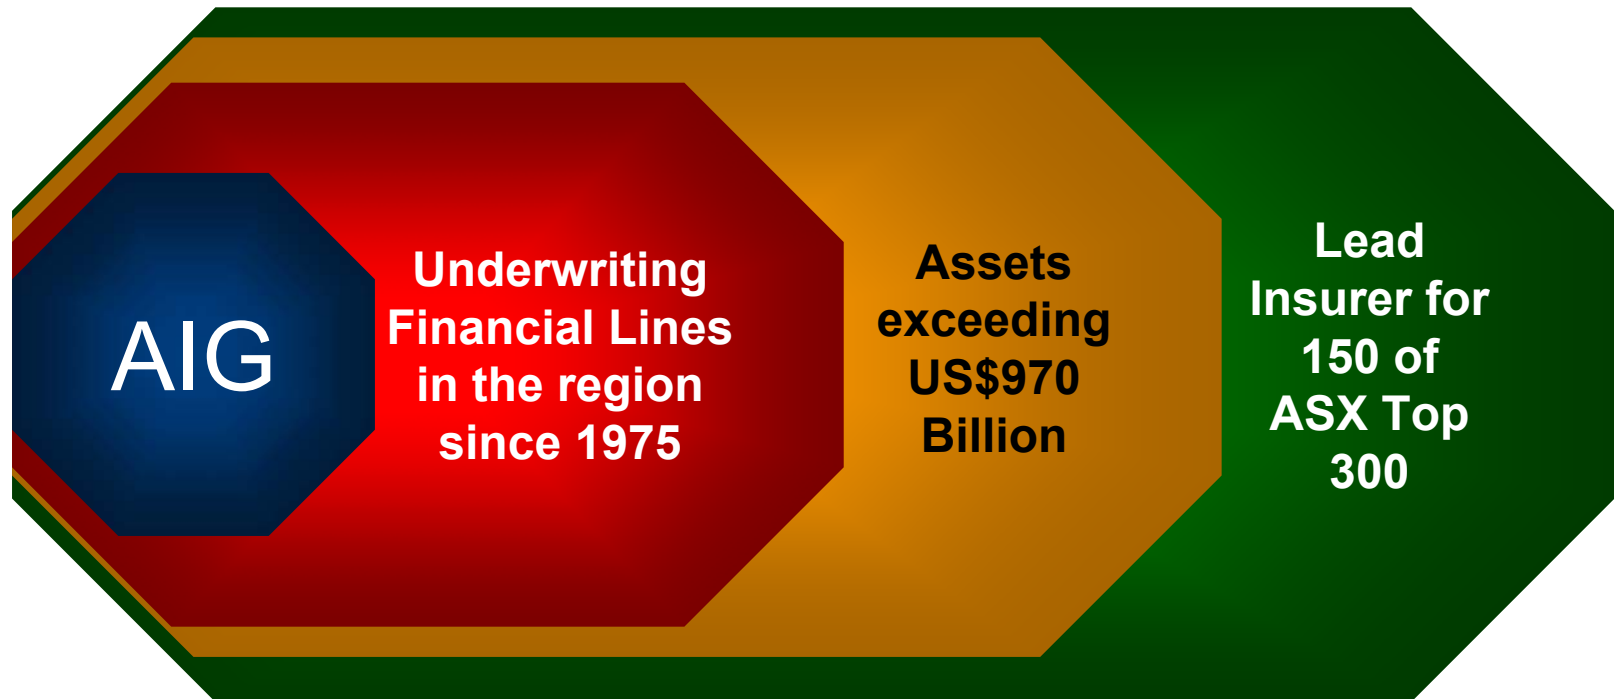 AIG
Underwriting
Financial Lines
in the region
since 1975
Assets
exceeding
US$970
Billion
Lead
Insurer for
150 of
ASX Top
300